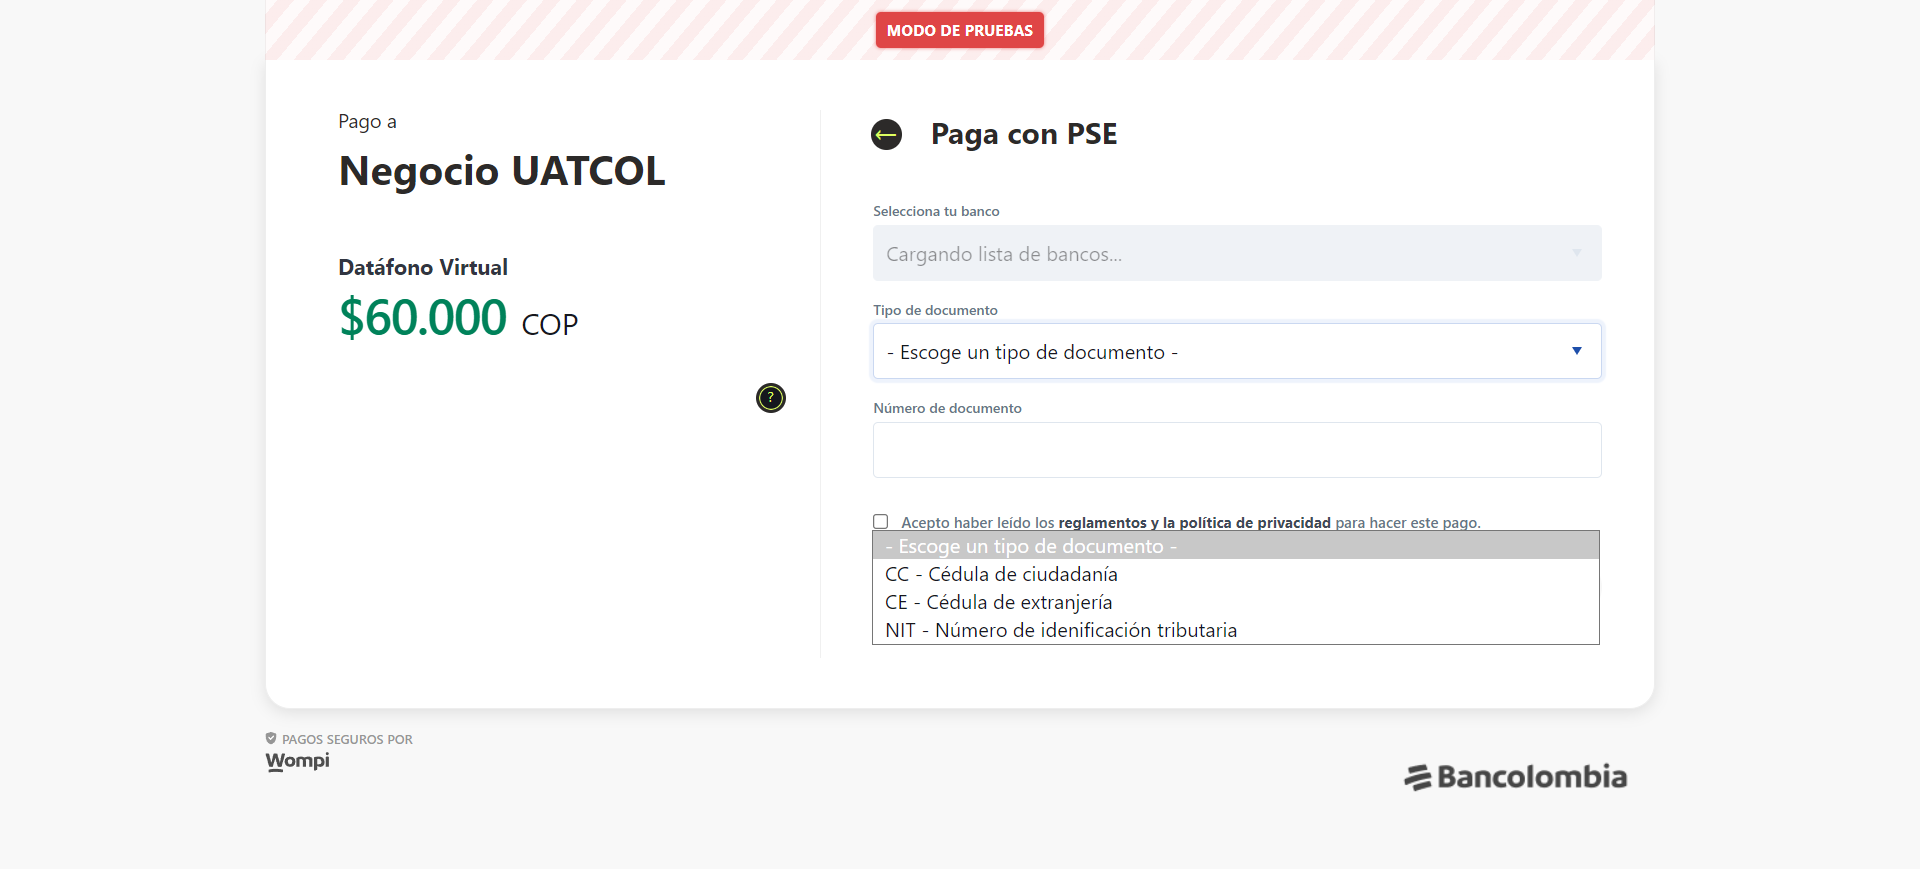 MODO DE PRUEBAS
Pago a
Negocio UATCOL
Datáfono Virtual
$60.000 COP
?
Paga con PSE
Selecciona tu banco
Cargando lista de bancos...
Tipo de documento
- Escoge un tipo de documento -
Número de documento
Acepto haber leído los reglamentos y la política de privacidad para hacer este pago.
- Escoge un tipo de documento -
CC - Cédula de ciudadanía
CE - Cédula de extranjería
NIT - Número de idenificación tributaria
PAGOS SEGUROS POR
Wompi
Bancolombia